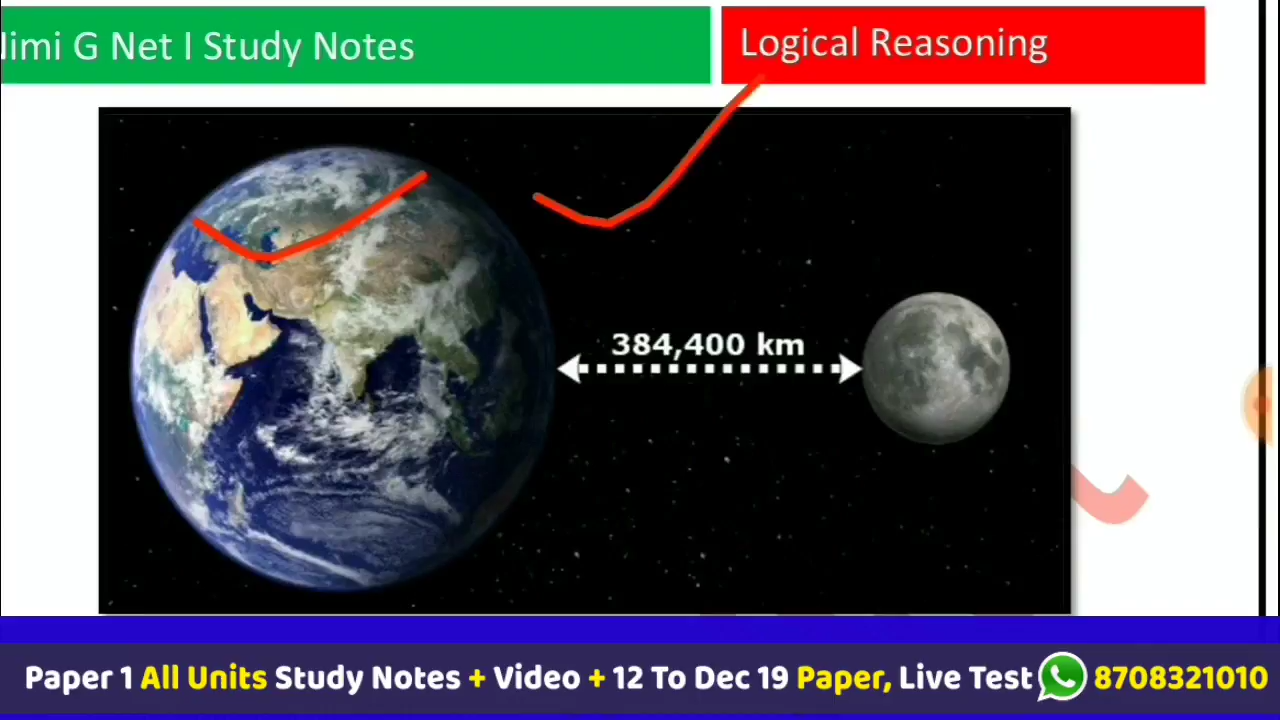 Nimi G Net I Study Notes
Logical Reasoning
384,400 km
Paper 1 All Units Study Notes + Video + 12 To Dec 19 Paper, Live Test 8708321010